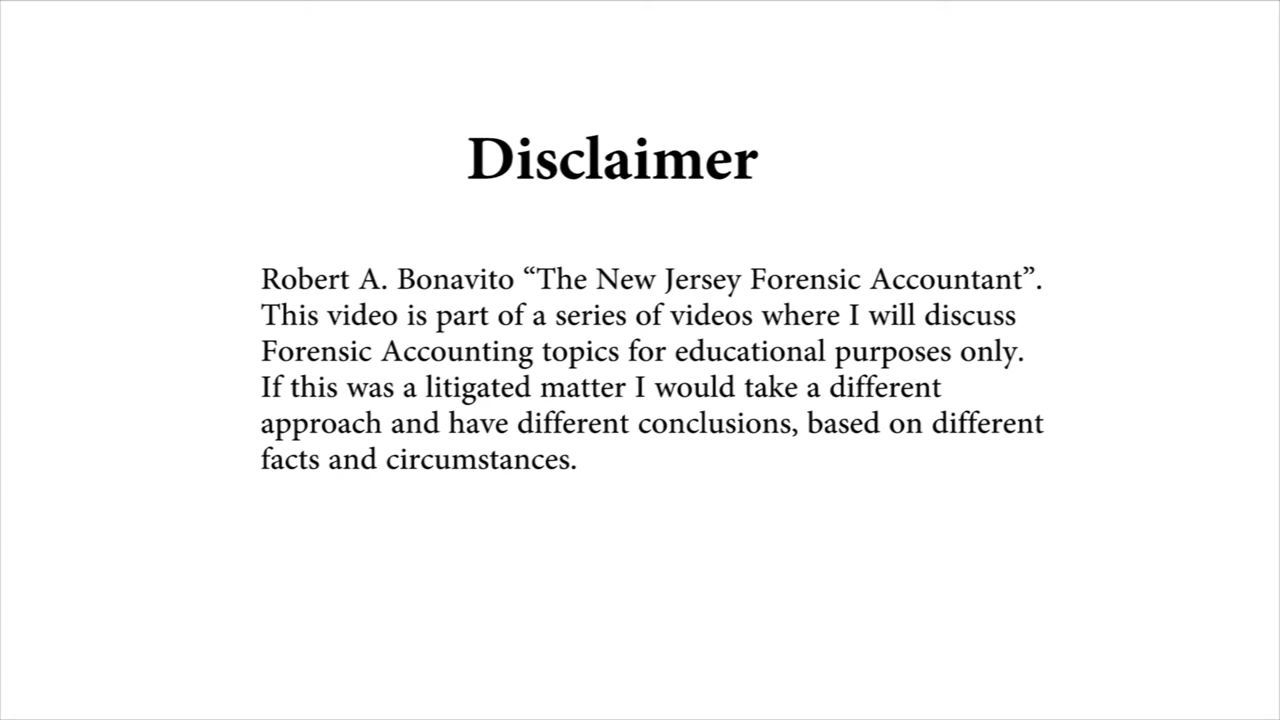 Disclaimer
Robert A. Bonavito “The New Jersey Forensic Accountant”.
This video is part of a series of videos where I will discuss
Forensic Accounting topics for educational purposes only.
If this was a litigated matter I would take a different
approach and have different conclusions, based on different
facts and circumstances.